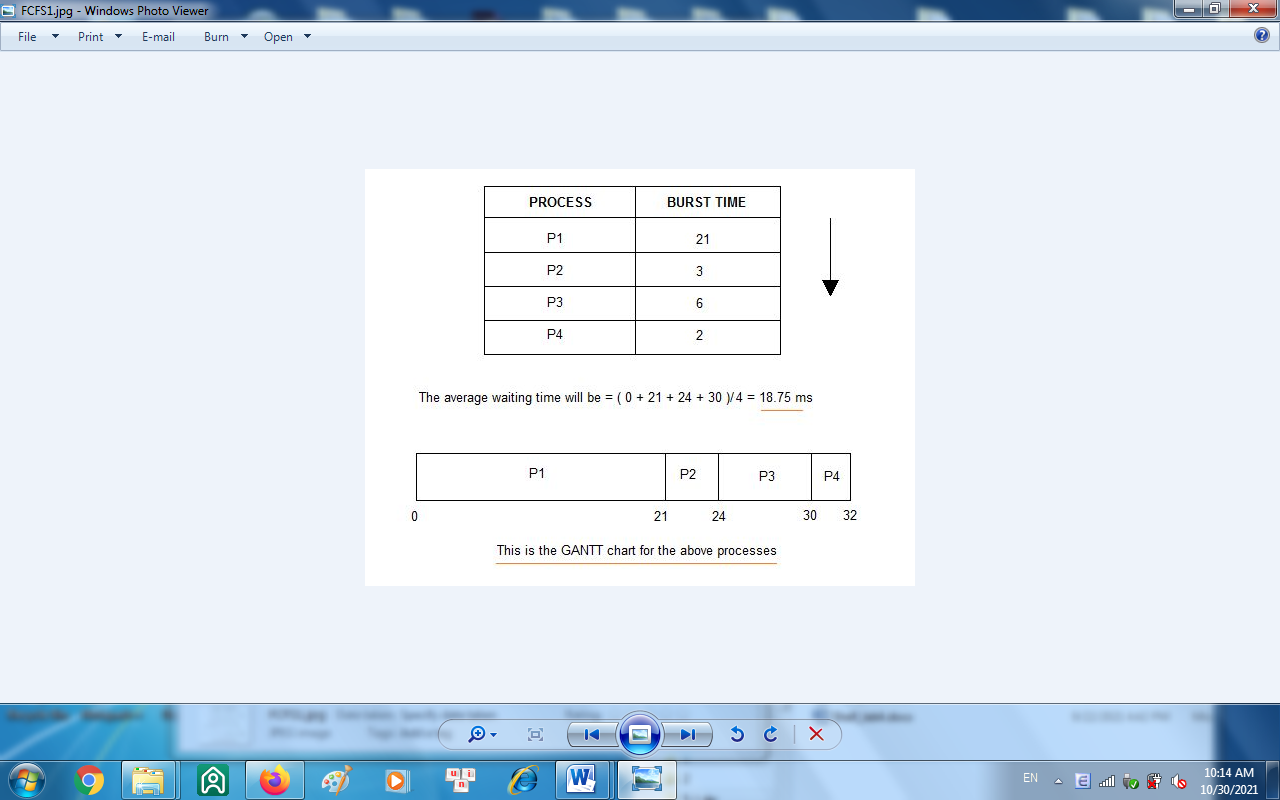 FCFS1.jpg - Windows Photo Viewer
File Print E-mail Burn Open
PROCESS BURST TIME
P1 21
P2 3
P3 6
P4 2
The average waiting time will be = ( 0 + 21 + 24 + 30 )/4 = 18.75 ms
P1 P2 P3 P4
0 21 24 30 32
This is the GANTT chart for the above processes
EN
10:14 AM
10/30/2021